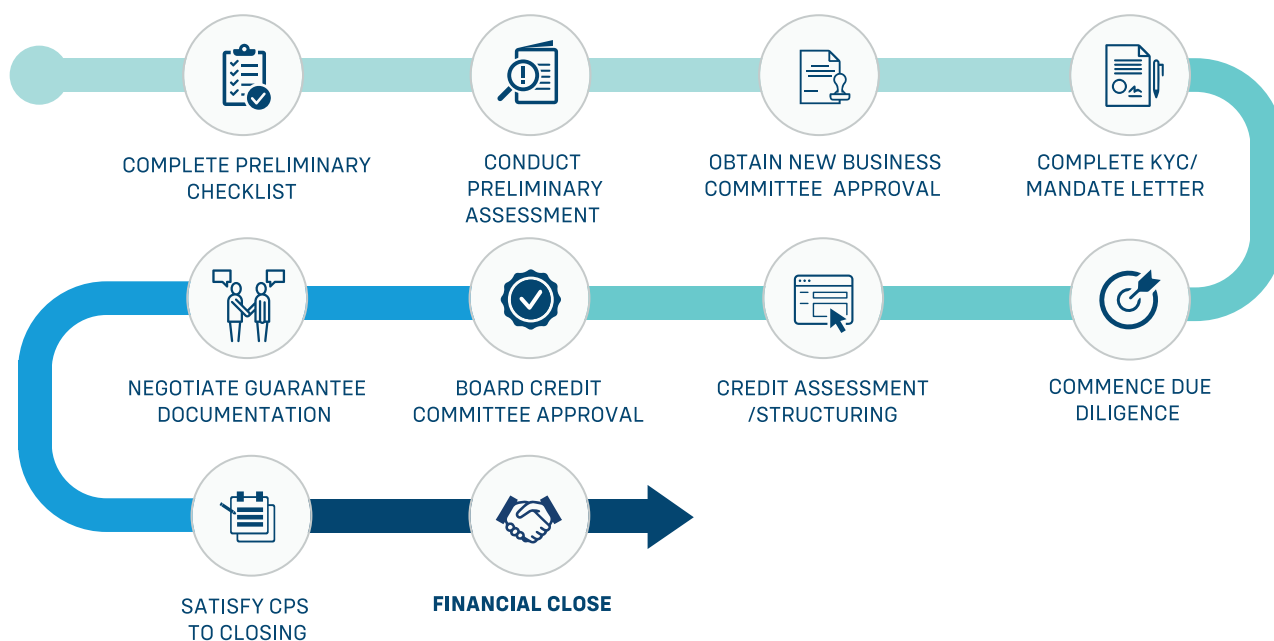 COMPLETE PRELIMINARY
CHECKLIST
CONDUCT
PRELIMINARY
ASSESSMENT
OBTAIN NEW BUSINESS
COMMITTEE APPROVAL
COMPLETE KYC/
MANDATE LETTER
COMMENCE DUE
DILIGENCE
CREDIT ASSESSMENT
/STRUCTURING
BOARD CREDIT
COMMITTEE APPROVAL
NEGOTIATE GUARANTEE
DOCUMENTATION
SATISFY CPS
TO CLOSING
FINANCIAL CLOSE